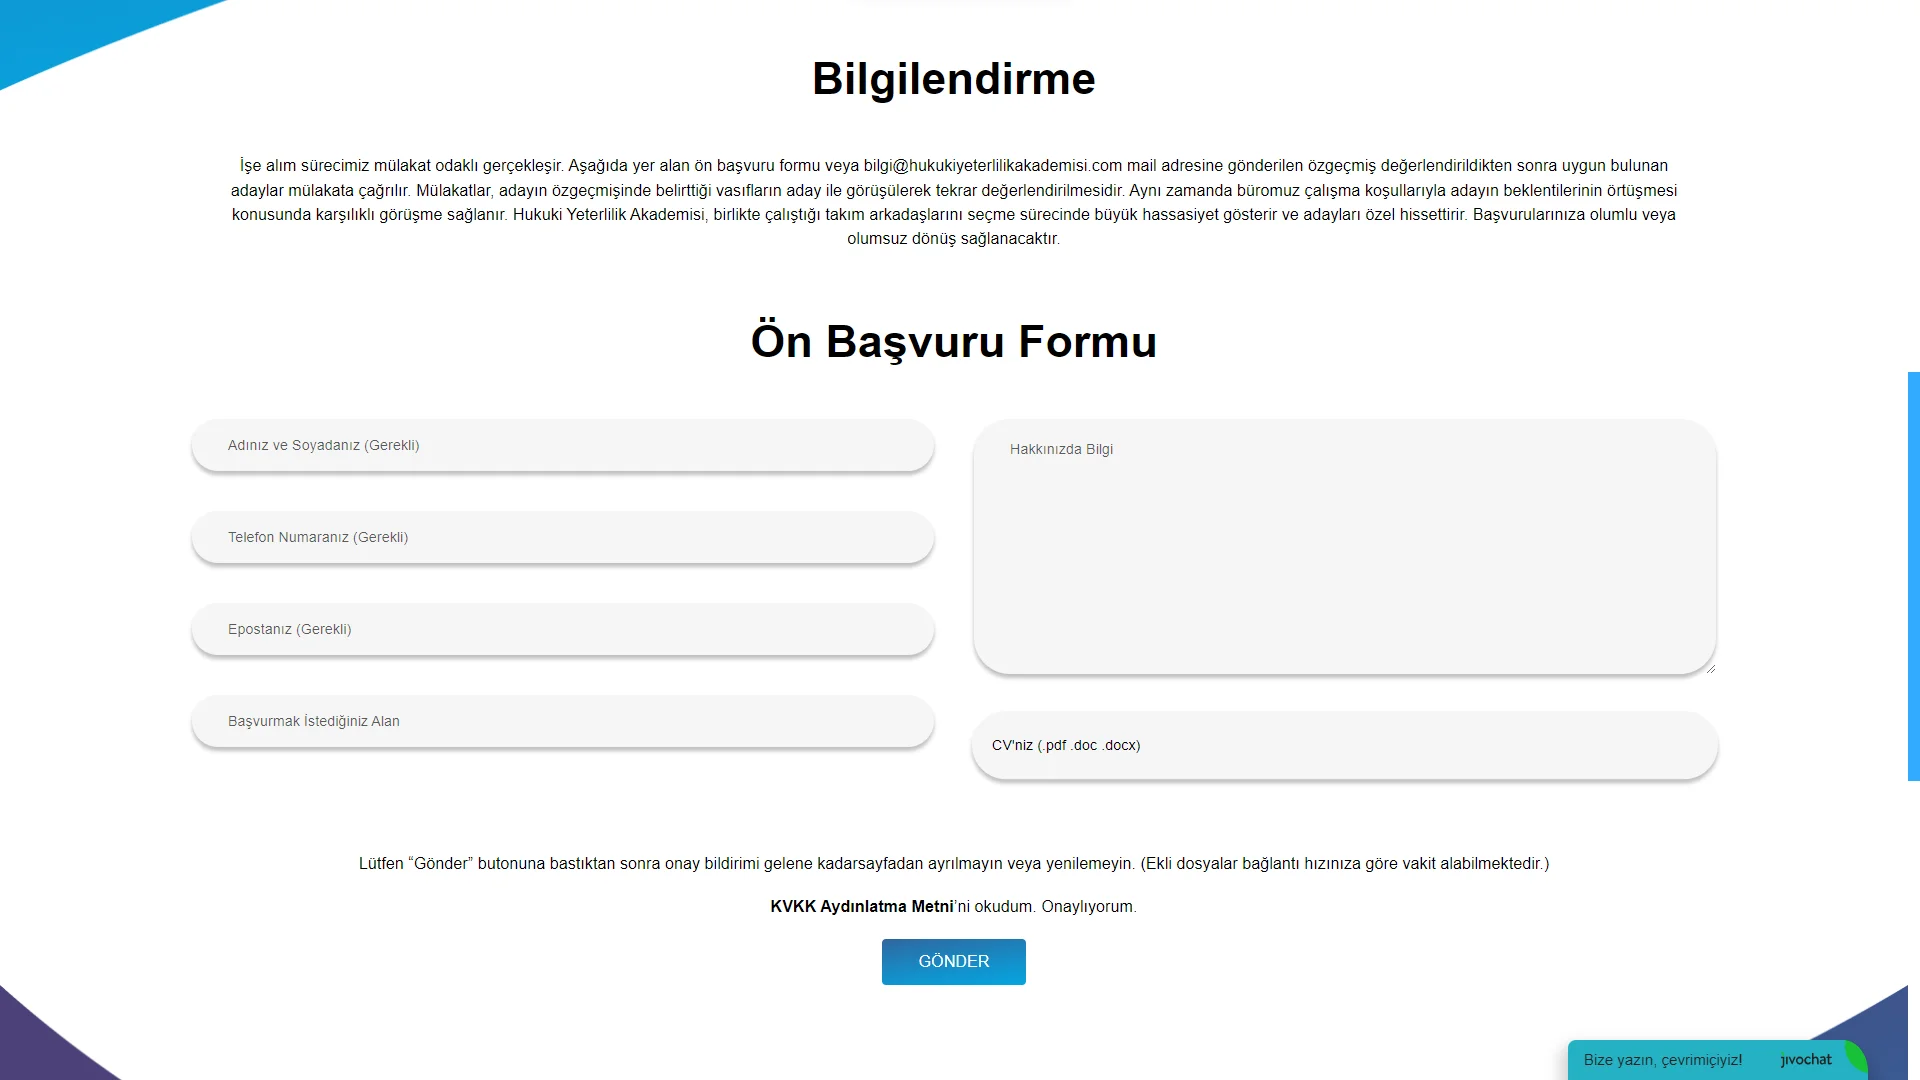 Bilgilendirme
İşe alım sürecimiz mülakat odaklı gerçekleşir. Aşağıda yer alan ön başvuru formu veya bilgi@hukukiyeterlilikakademisi.com mail adresine gönderilen özgeçmiş değerlendirildikten sonra uygun bulunan
adaylar mülakata çağrılır. Mülakatlar, adayın özgeçmişinde belirttiği vasıfların aday ile görüşülerek tekrar değerlendirilmesidir. Aynı zamanda büromuz çalışma koşullarıyla adayın beklentilerinin örtüşmesi
konusunda karşılıklı görüşme sağlanır. Hukuki Yeterlilik Akademisi, birlikte çalıştığı takım arkadaşlarını seçme sürecinde büyük hassasiyet gösterir ve adayları özel hissettirir. Başvurularınıza olumlu veya
olumsuz dönüş sağlanacaktır.
Ön Başvuru Formu
Adınız ve Soyadanız (Gerekli)
Telefon Numaranız (Gerekli)
Epostanız (Gerekli)
Başvurmak İstediğiniz Alan
Hakkınızda Bilgi
CV'niz (.pdf .doc .docx)
Lütfen “Gönder” butonuna bastıktan sonra onay bildirimi gelene kadarsayfadan ayrılmayın veya yenilemeyin. (Ekli dosyalar bağlantı hızınıza göre vakit alabilmektedir.)
KVKK Aydınlatma Metni’ni okudum. Onaylıyorum.
GÖNDER
Bize yazın, çevrimiçiyiz! jivochat